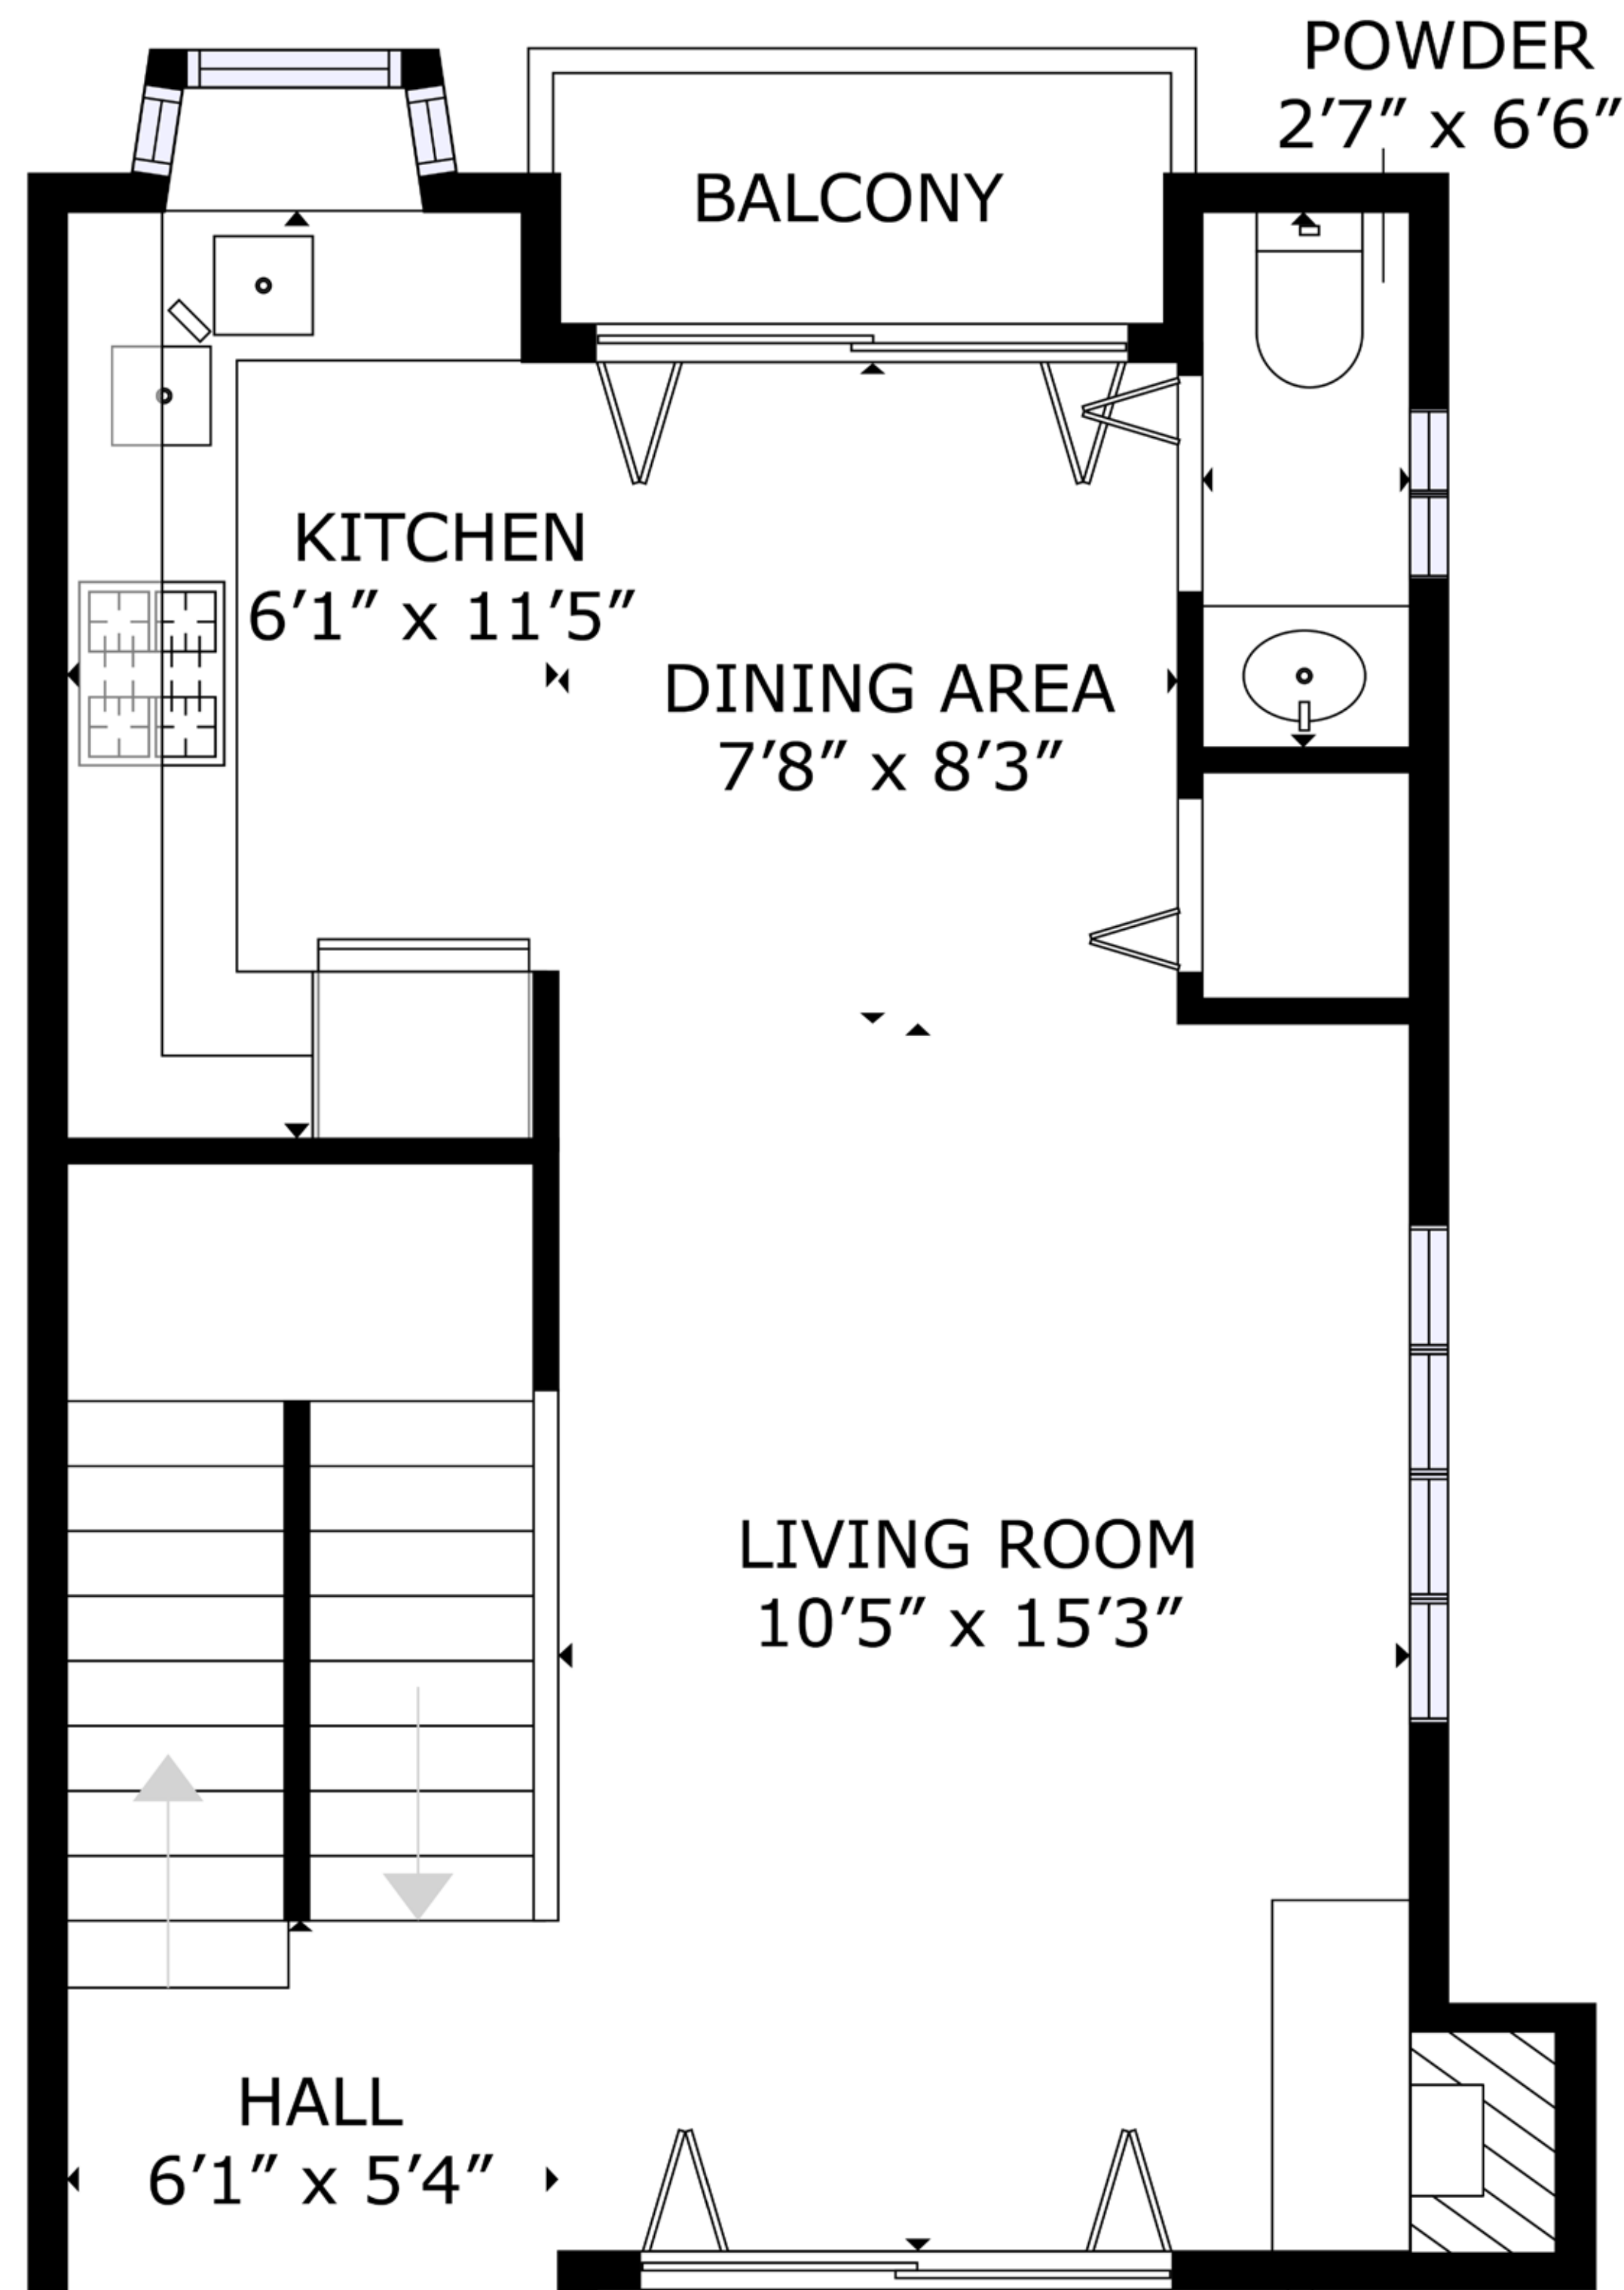 POWDER
2′7″ x 6′6″
BALCONY
KITCHEN
6′1″ x 11′5″
DINING AREA
7′8″ x 8′3″
LIVING ROOM
10′5″ x 15′3″
HALL
6′1″ x 5′4″